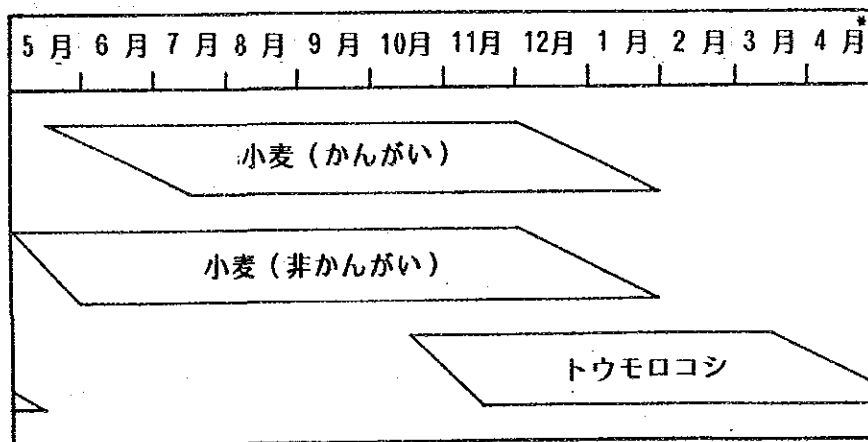 5 月 6 月 7 月 8 月 9 月 10月 11月 12月 1 月 2 月 3 月 4 月*
小麦(かんがい)
小麦(非かんがい)
トウモロコシ